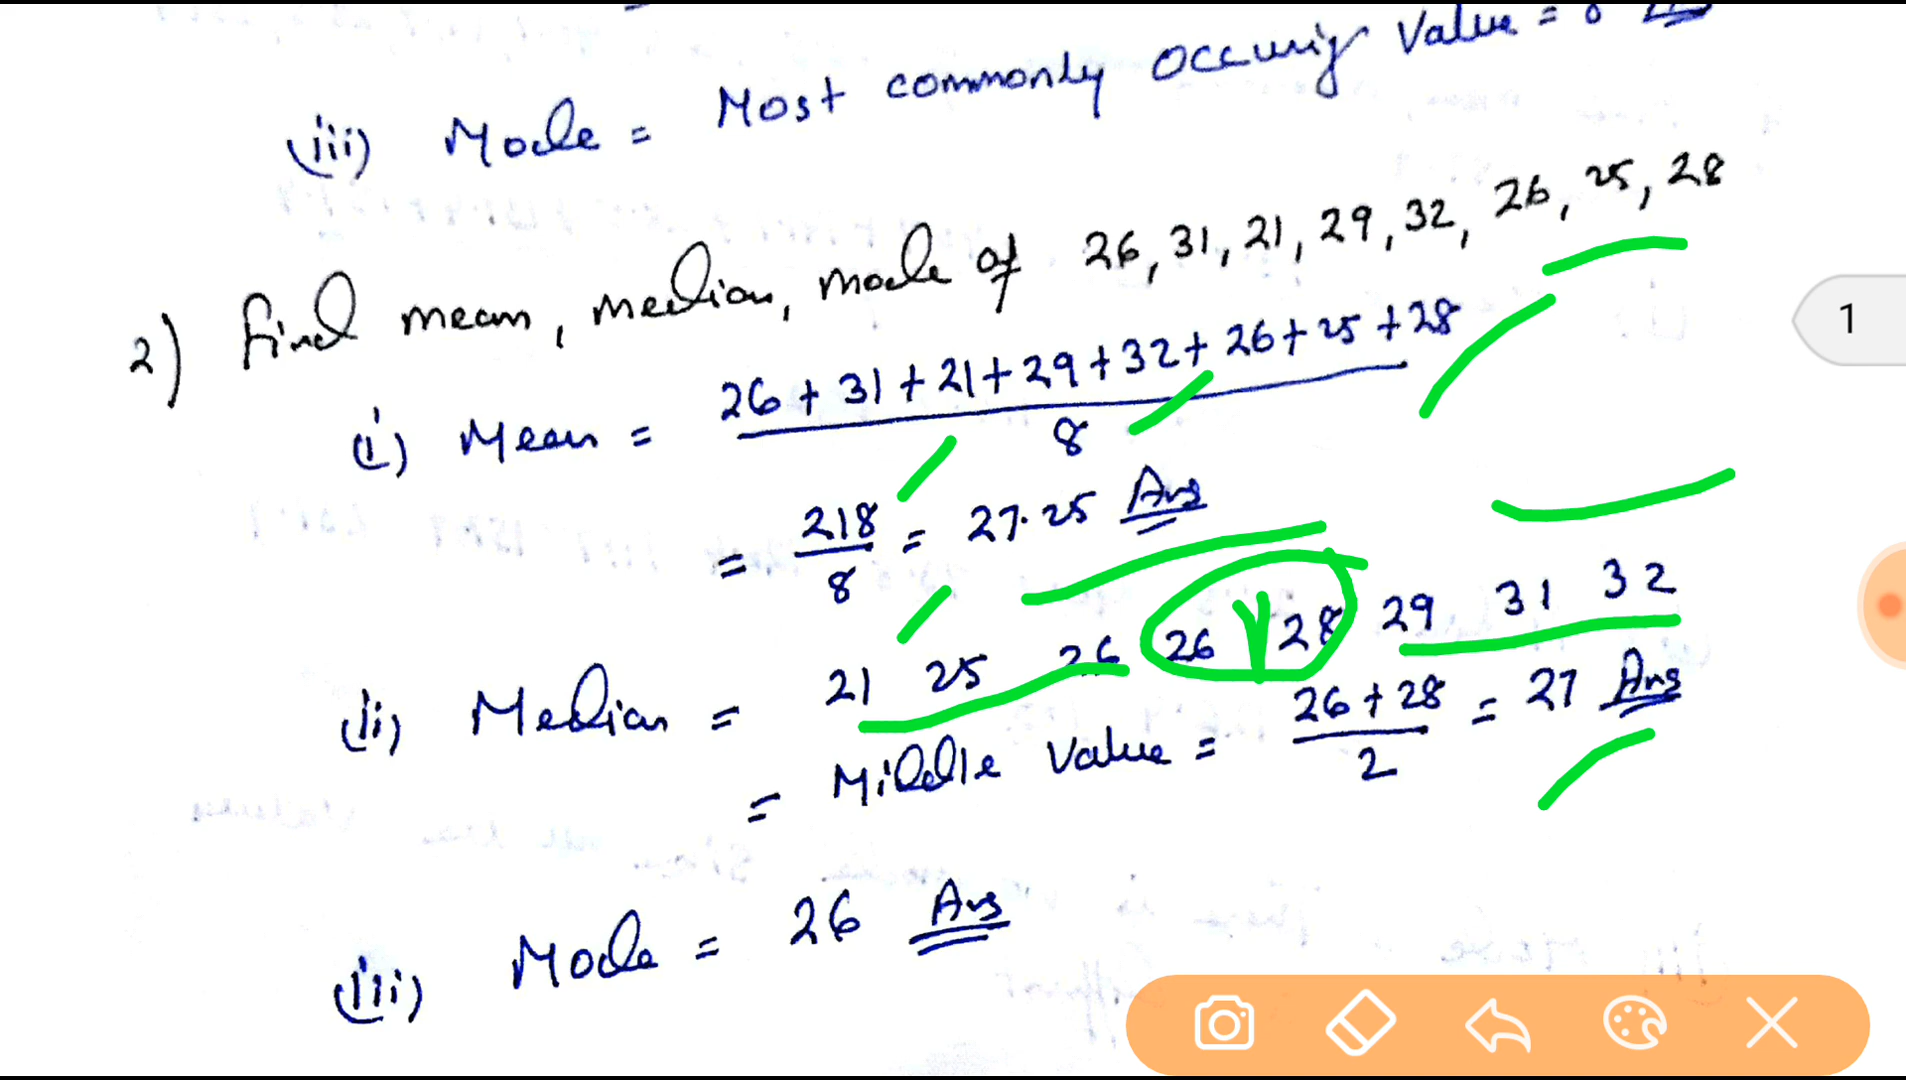 (iii) Mode = Most commonly occuring Value = 8
2) Find mean, median, mode of 26, 31, 21, 29, 32, 26, 25, 28
(i) Mean = 26 + 31 + 21 + 29 + 32 + 26 + 25 + 28
8
= 218 = 27.25 Ans
8
(ii) Median = 21 25 26 26 28 29 31 32
= Middle Value = 26 + 28 = 27 Ans
2
(iii) Mode = 26 Ans
1